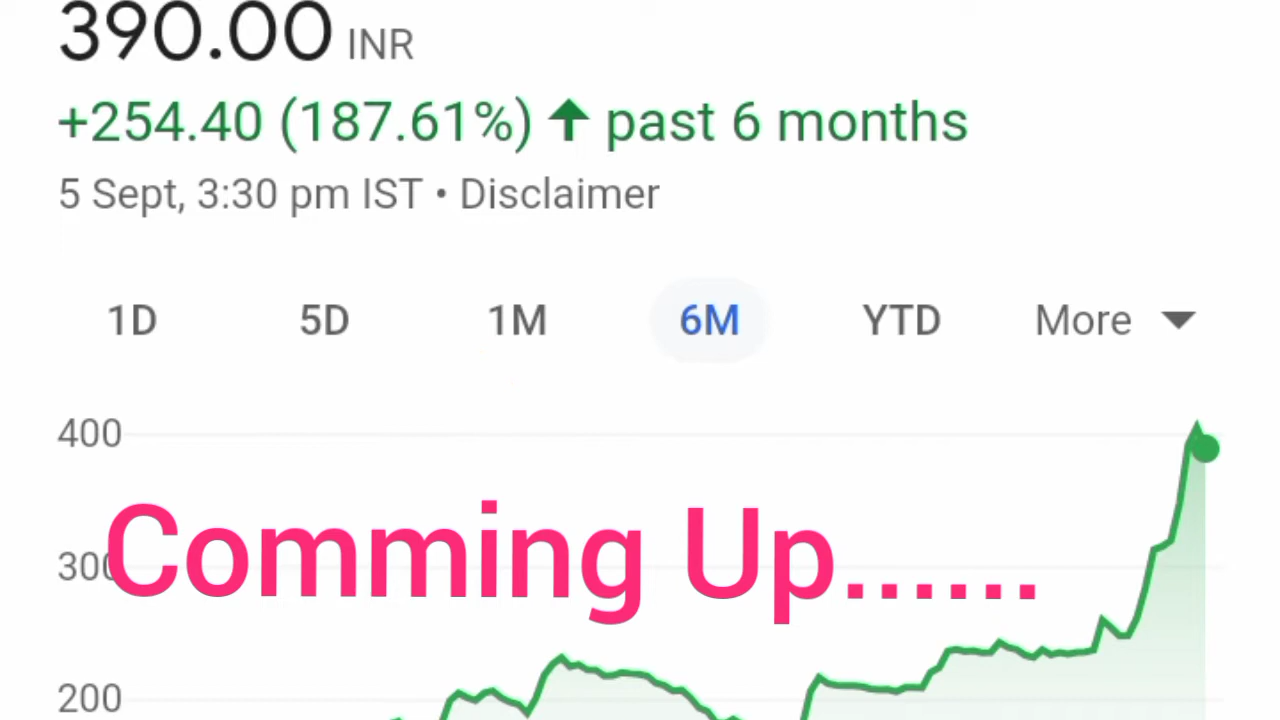 390.00 INR
+254.40 (187.61%) ↑ past 6 months
5 Sept, 3:30 pm IST • Disclaimer
1D 5D 1M 6M YTD More
400
Comming Up......
300
200